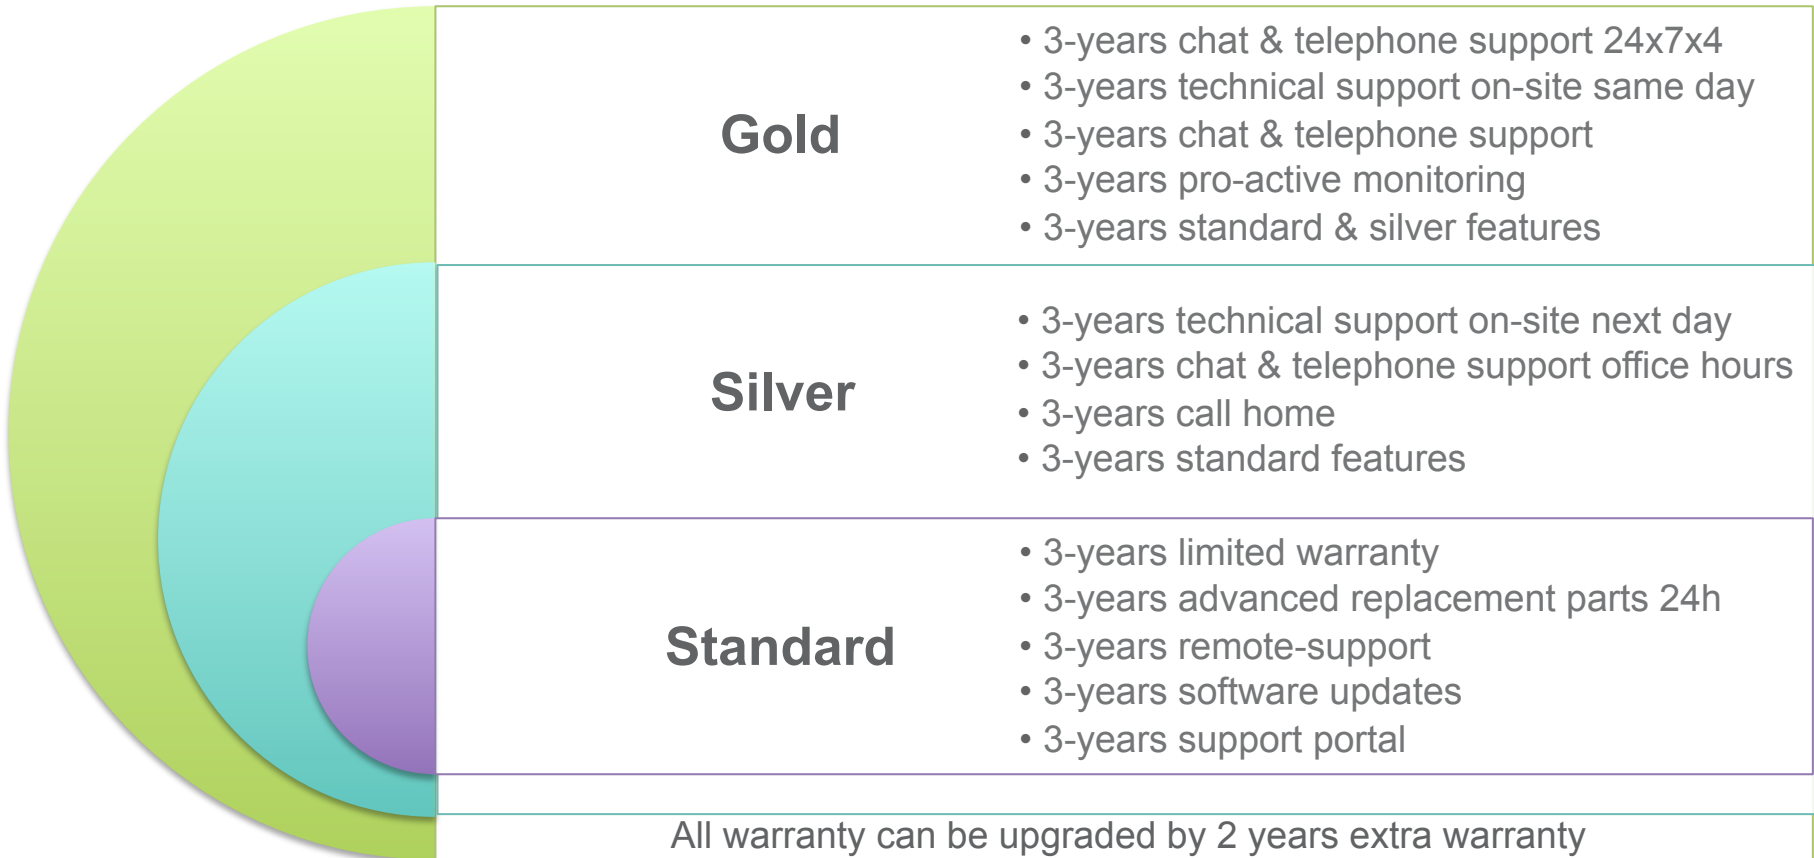 Gold
• 3-years chat & telephone support 24x7x4
• 3-years technical support on-site same day
• 3-years chat & telephone support
• 3-years pro-active monitoring
• 3-years standard & silver features
Silver
• 3-years technical support on-site next day
• 3-years chat & telephone support office hours
• 3-years call home
• 3-years standard features
Standard
• 3-years limited warranty
• 3-years advanced replacement parts 24h
• 3-years remote-support
• 3-years software updates
• 3-years support portal
All warranty can be upgraded by 2 years extra warranty